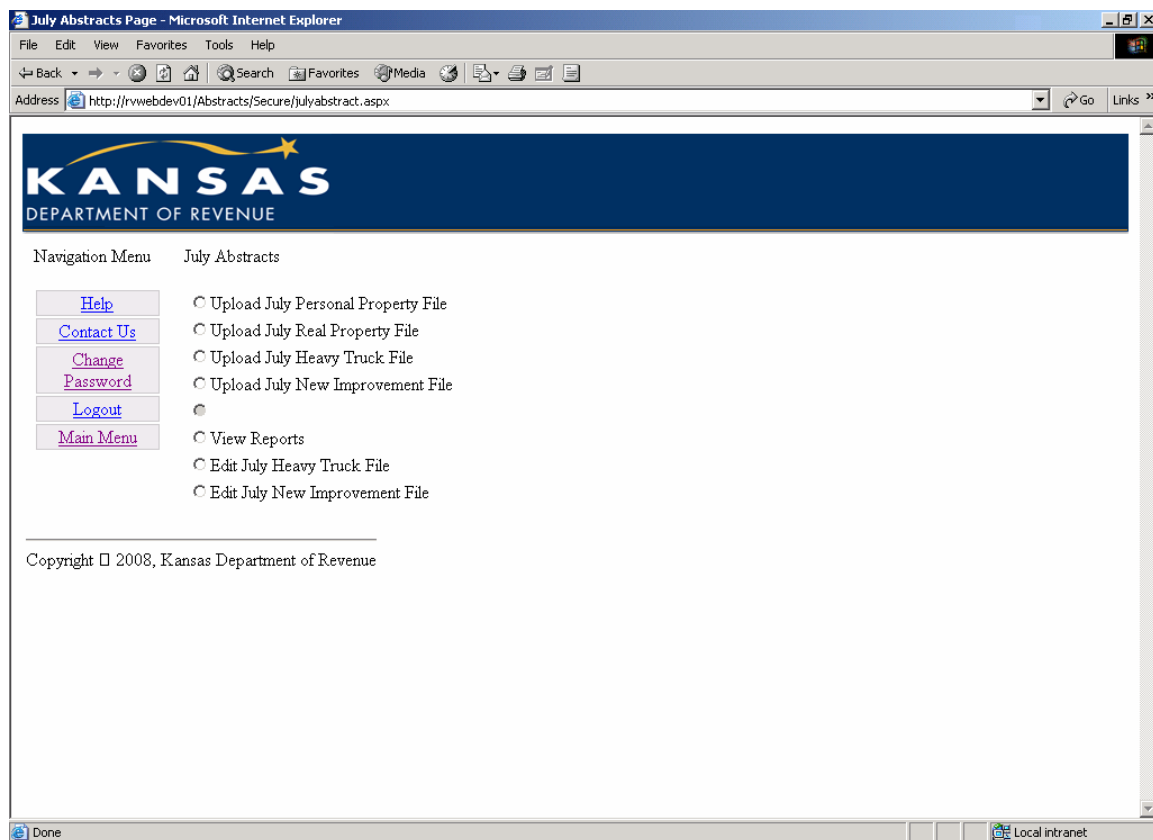 July Abstracts Page - Microsoft Internet Explorer
File Edit View Favorites Tools Help
Back Search Favorites Media
Address http://rvwebdev01/Abstracts/Secure/julyabstract.aspx Go Links »
KANSAS
DEPARTMENT OF REVENUE
Navigation Menu July Abstracts
Help
Contact Us
Change
Password
Logout
Main Menu
Upload July Personal Property File
Upload July Real Property File
Upload July Heavy Truck File
Upload July New Improvement File
View Reports
Edit July Heavy Truck File
Edit July New Improvement File
Copyright □ 2008, Kansas Department of Revenue
Done Local intranet